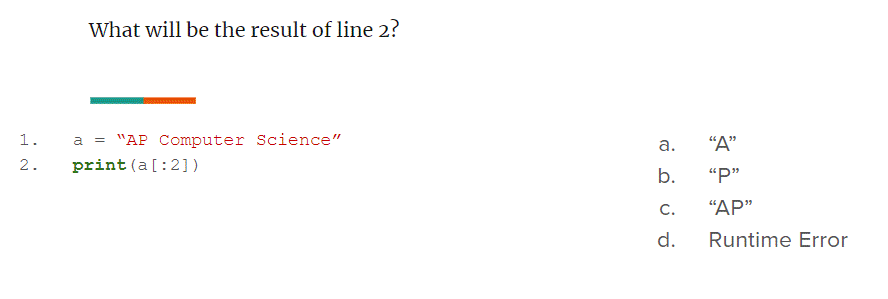 What will be the result of line 2?
1. a = “AP Computer Science”
2. print(a[:2])
a. “A”
b. “P”
c. “AP”
d. Runtime Error